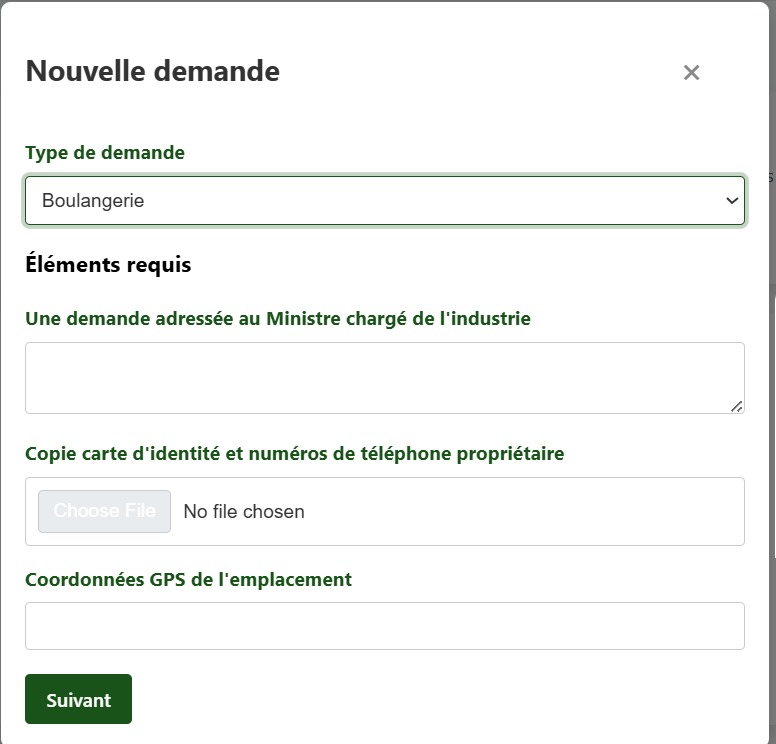 Nouvelle demande
Type de demande
Boulangerie
Éléments requis
Une demande adressée au Ministre chargé de l'industrie
Copie carte d'identité et numéros de téléphone propriétaire
Choose File No file chosen
Coordonnées GPS de l'emplacement
Suivant